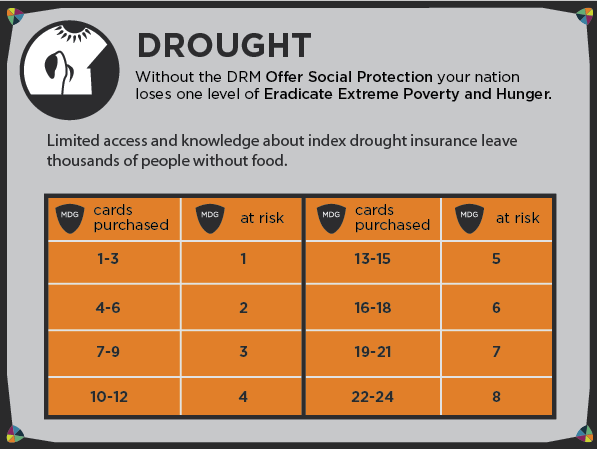 DROUGHT
Without the DRM Offer Social Protection your nation
loses one level of Eradicate Extreme Poverty and Hunger.
Limited access and knowledge about index drought insurance leave
thousands of people without food.
MDG cards purchased MDG at risk MDG cards purchased MDG at risk
1-3 1 13-15 5
4-6 2 16-18 6
7-9 3 19-21 7
10-12 4 22-24 8